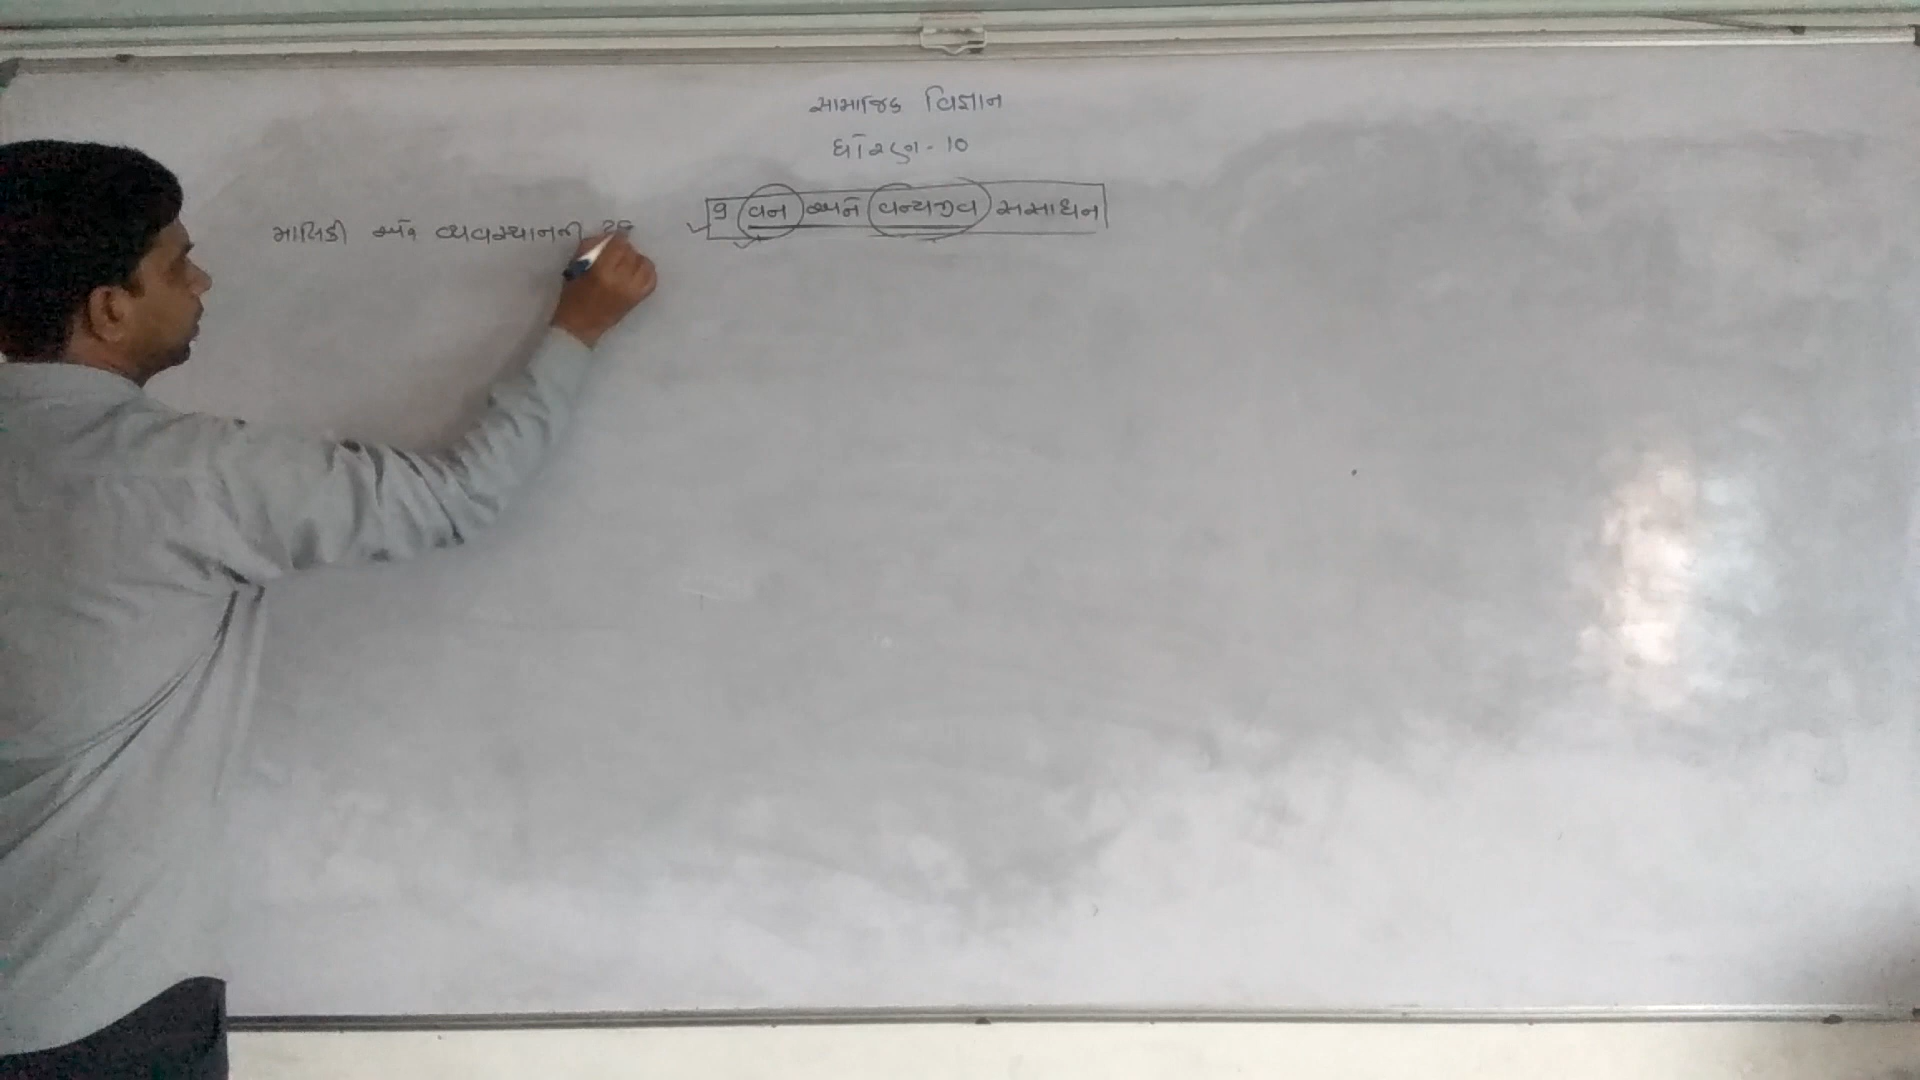 સામાજિક વિજ્ઞાન
ધોરણ - 10
9 વન અને વન્યજીવ સંસાધન
માલિકી અને વ્યવસ્થાનની